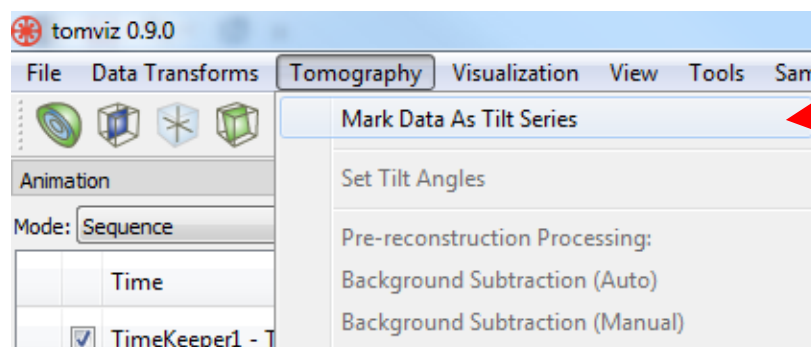 tomviz 0.9.0
File Data Transforms Tomography Visualization View Tools
Mark Data As Tilt Series
Animation
Set Tilt Angles
Mode: Sequence
Pre-reconstruction Processing:
Time
Background Subtraction (Auto)
Background Subtraction (Manual)
TimeKeeper1 -